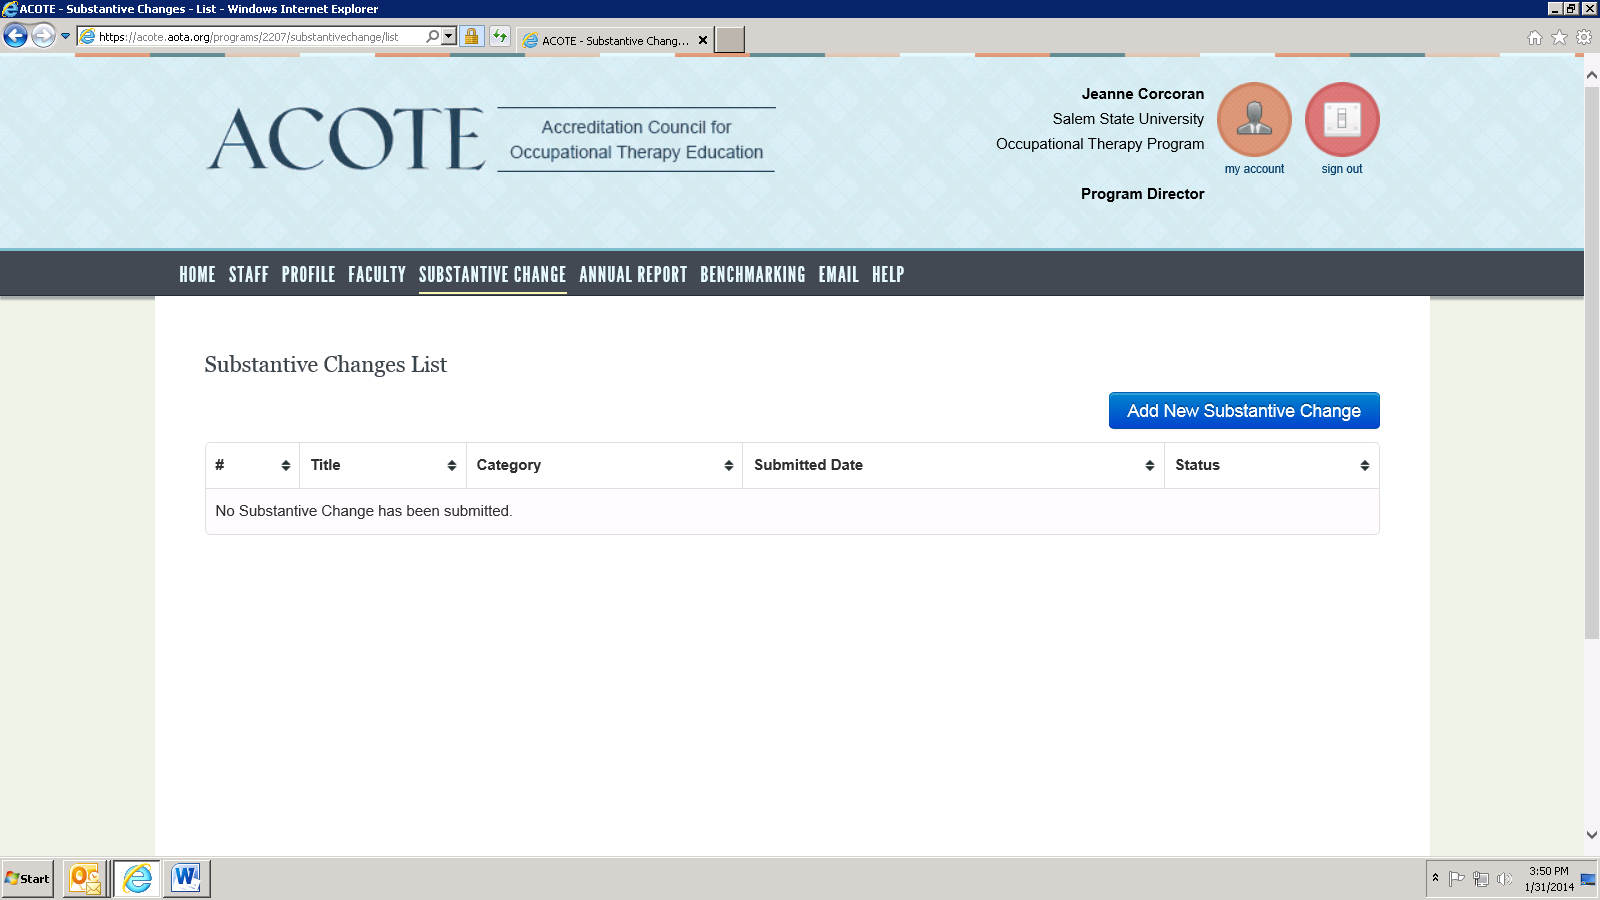 ACOTE - Substantive Changes - List - Windows Internet Explorer
https://acote.aota.org/programs/2207/substantivechange/list
ACOTE - Substantive Chang...
ACOTE
Accreditation Council for
Occupational Therapy Education
Jeanne Corcoran
Salem State University
Occupational Therapy Program
Program Director
my account
sign out
HOME STAFF PROFILE FACULTY SUBSTANTIVE CHANGE ANNUAL REPORT BENCHMARKING EMAIL HELP
Substantive Changes List
Add New Substantive Change
# Title Category Submitted Date Status
No Substantive Change has been submitted.
Start
3:50 PM
1/31/2014